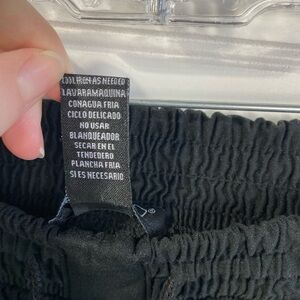 COOL IRON AS NEEDED
LAVAR A MAQUINA
CON AGUA FRIA
CICLO DELICADO
NO USAR
BLANQUEADOR
SECAR EN EL
TENDEDERO
PLANCHA FRIA
SI ES NECESARIO